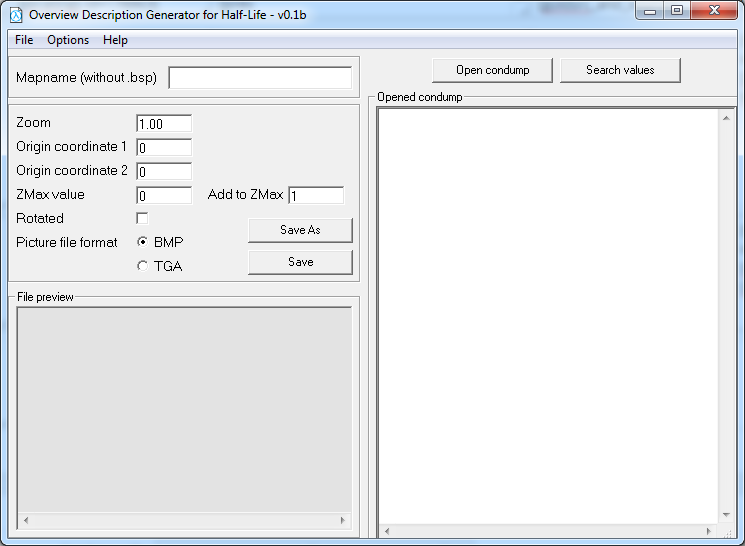 Overview Description Generator for Half-Life - v0.1b
File Options Help
Mapname (without .bsp)
Open condump Search values
Opened condump
Zoom 1.00
Origin coordinate 1 0
Origin coordinate 2 0
ZMax value 0 Add to ZMax 1
Rotated
Save As
Picture file format BMP
TGA
Save
File preview